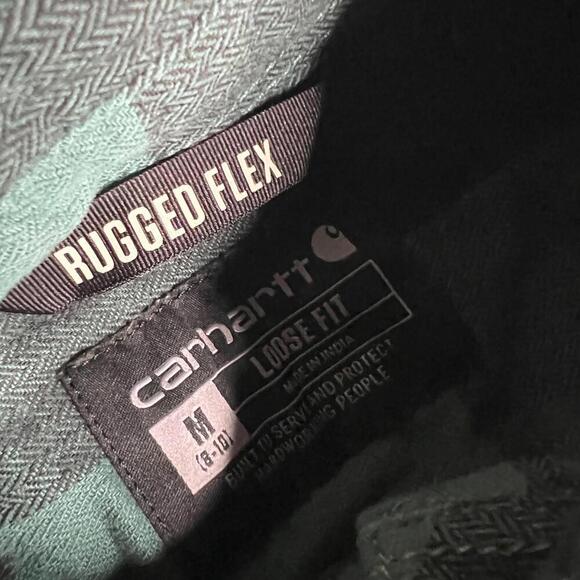 RUGGED FLEX
carhartt
M
(8-10)
LOOSE FIT
MADE IN INDIA
BUILT TO SERVE AND PROTECT
HARDWORKING PEOPLE